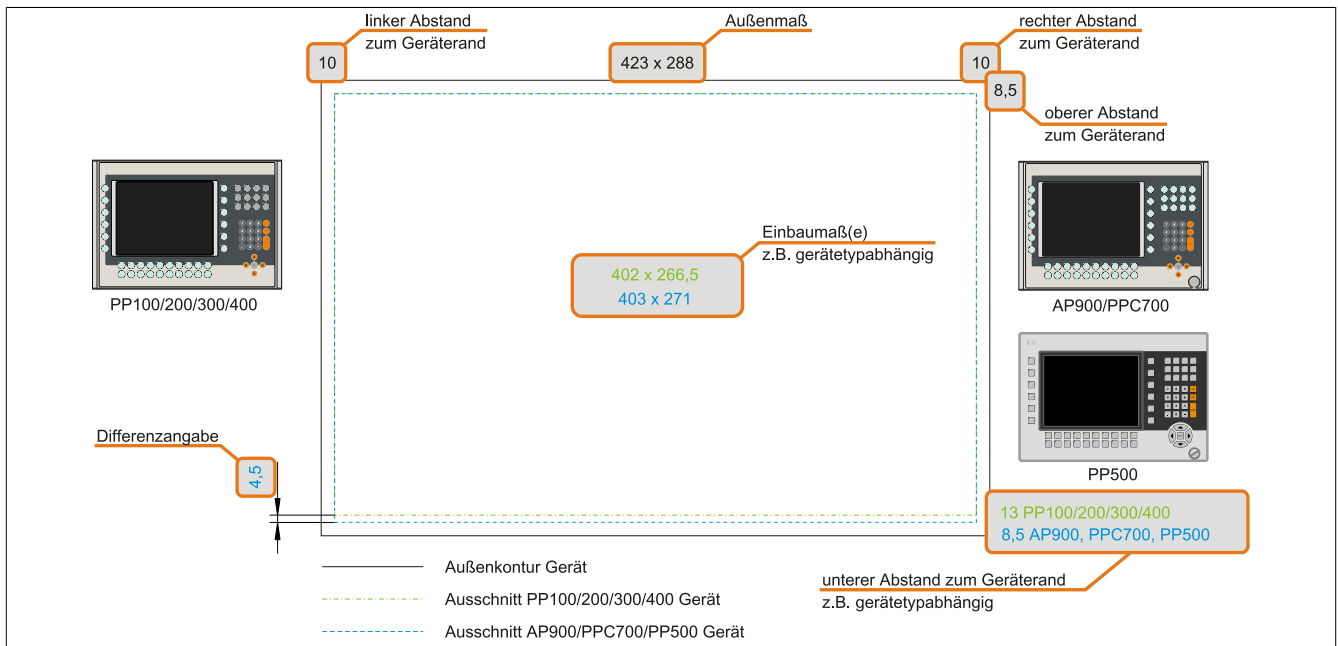 linker Abstand
zum Geräterand
Außenmaß
rechter Abstand
zum Geräterand
10
423 x 288
10
8,5
oberer Abstand
zum Geräterand
Einbaumaß(e)
z.B. gerätetypabhängig
402 x 266,5
403 x 271
PP100/200/300/400
AP900/PPC700
PP500
Differenzangabe
4,5
13 PP100/200/300/400
8,5 AP900, PPC700, PP500
unterer Abstand zum Geräterand
z.B. gerätetypabhängig
Außenkontur Gerät
Ausschnitt PP100/200/300/400 Gerät
Ausschnitt AP900/PPC700/PP500 Gerät